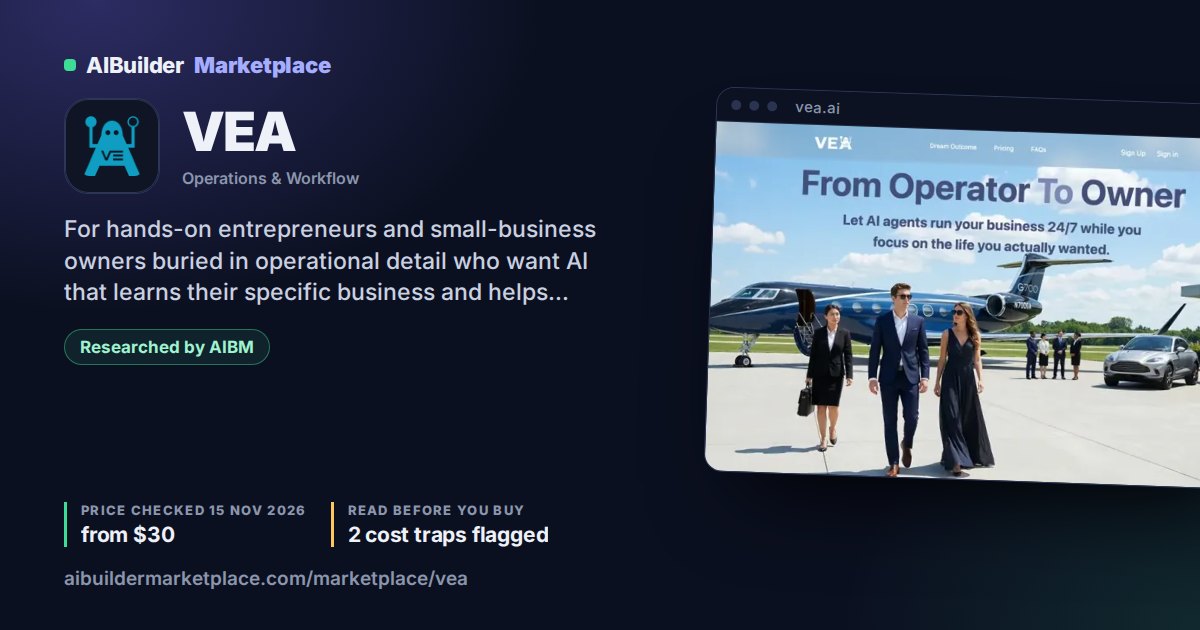 AIBuilder Marketplace
VE
VEA
Operations & Workflow
For hands-on entrepreneurs and small-business
owners buried in operational detail who want AI
that learns their specific business and helps...
Researched by AIBM
PRICE CHECKED 15 NOV 2026
from $30
READ BEFORE YOU BUY
2 cost traps flagged
aibuildermarketplace.com/marketplace/vea
vea.ai
VEA
Dream Outcome Pricing FAQs Sign Up Sign in
From Operator To Owner
Let AI agents run your business 24/7 while you
focus on the life you actually wanted.
G700